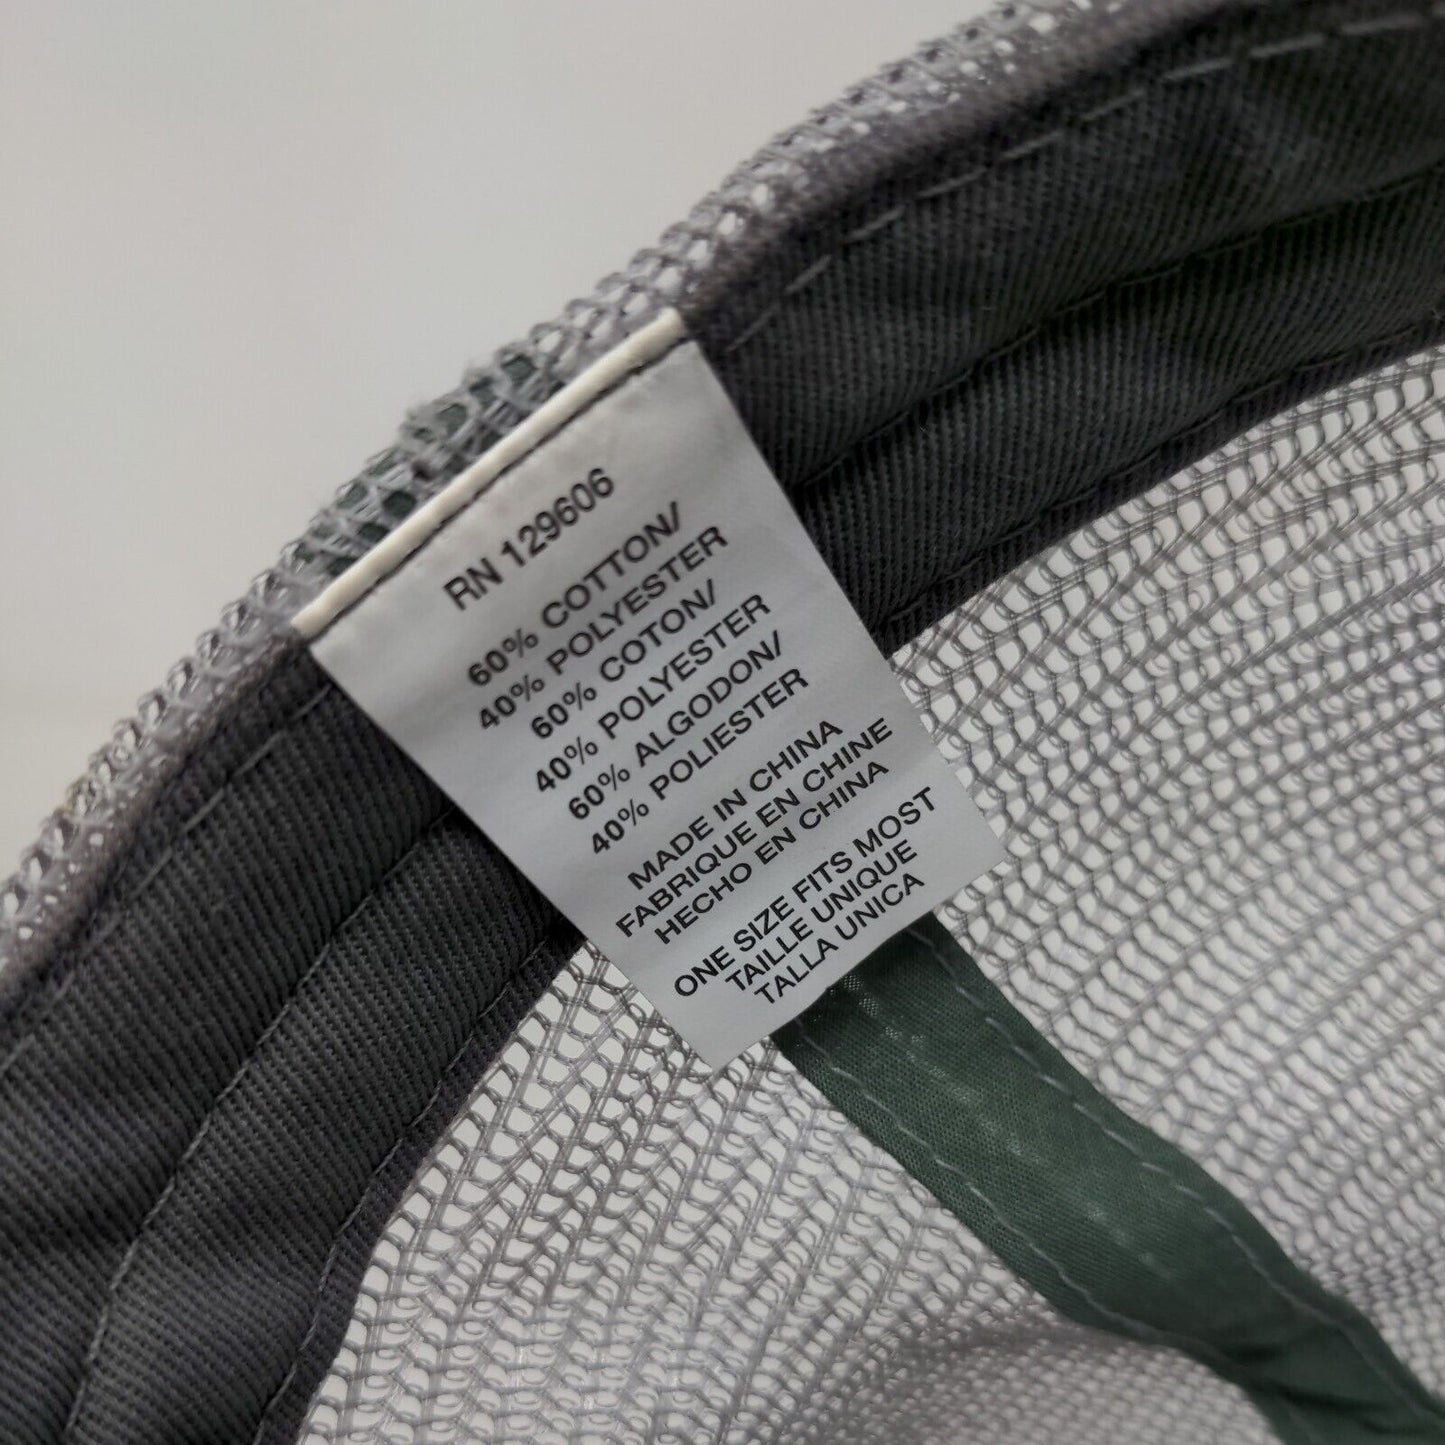 RN 129606
60% COTTON/
40% POLYESTER
60% COTON/
40% POLYESTER
60% ALGODON/
40% POLIESTER
MADE IN CHINA
FABRIQUE EN CHINE
HECHO EN CHINA
ONE SIZE FITS MOST
TAILLE UNIQUE
TALLA UNICA